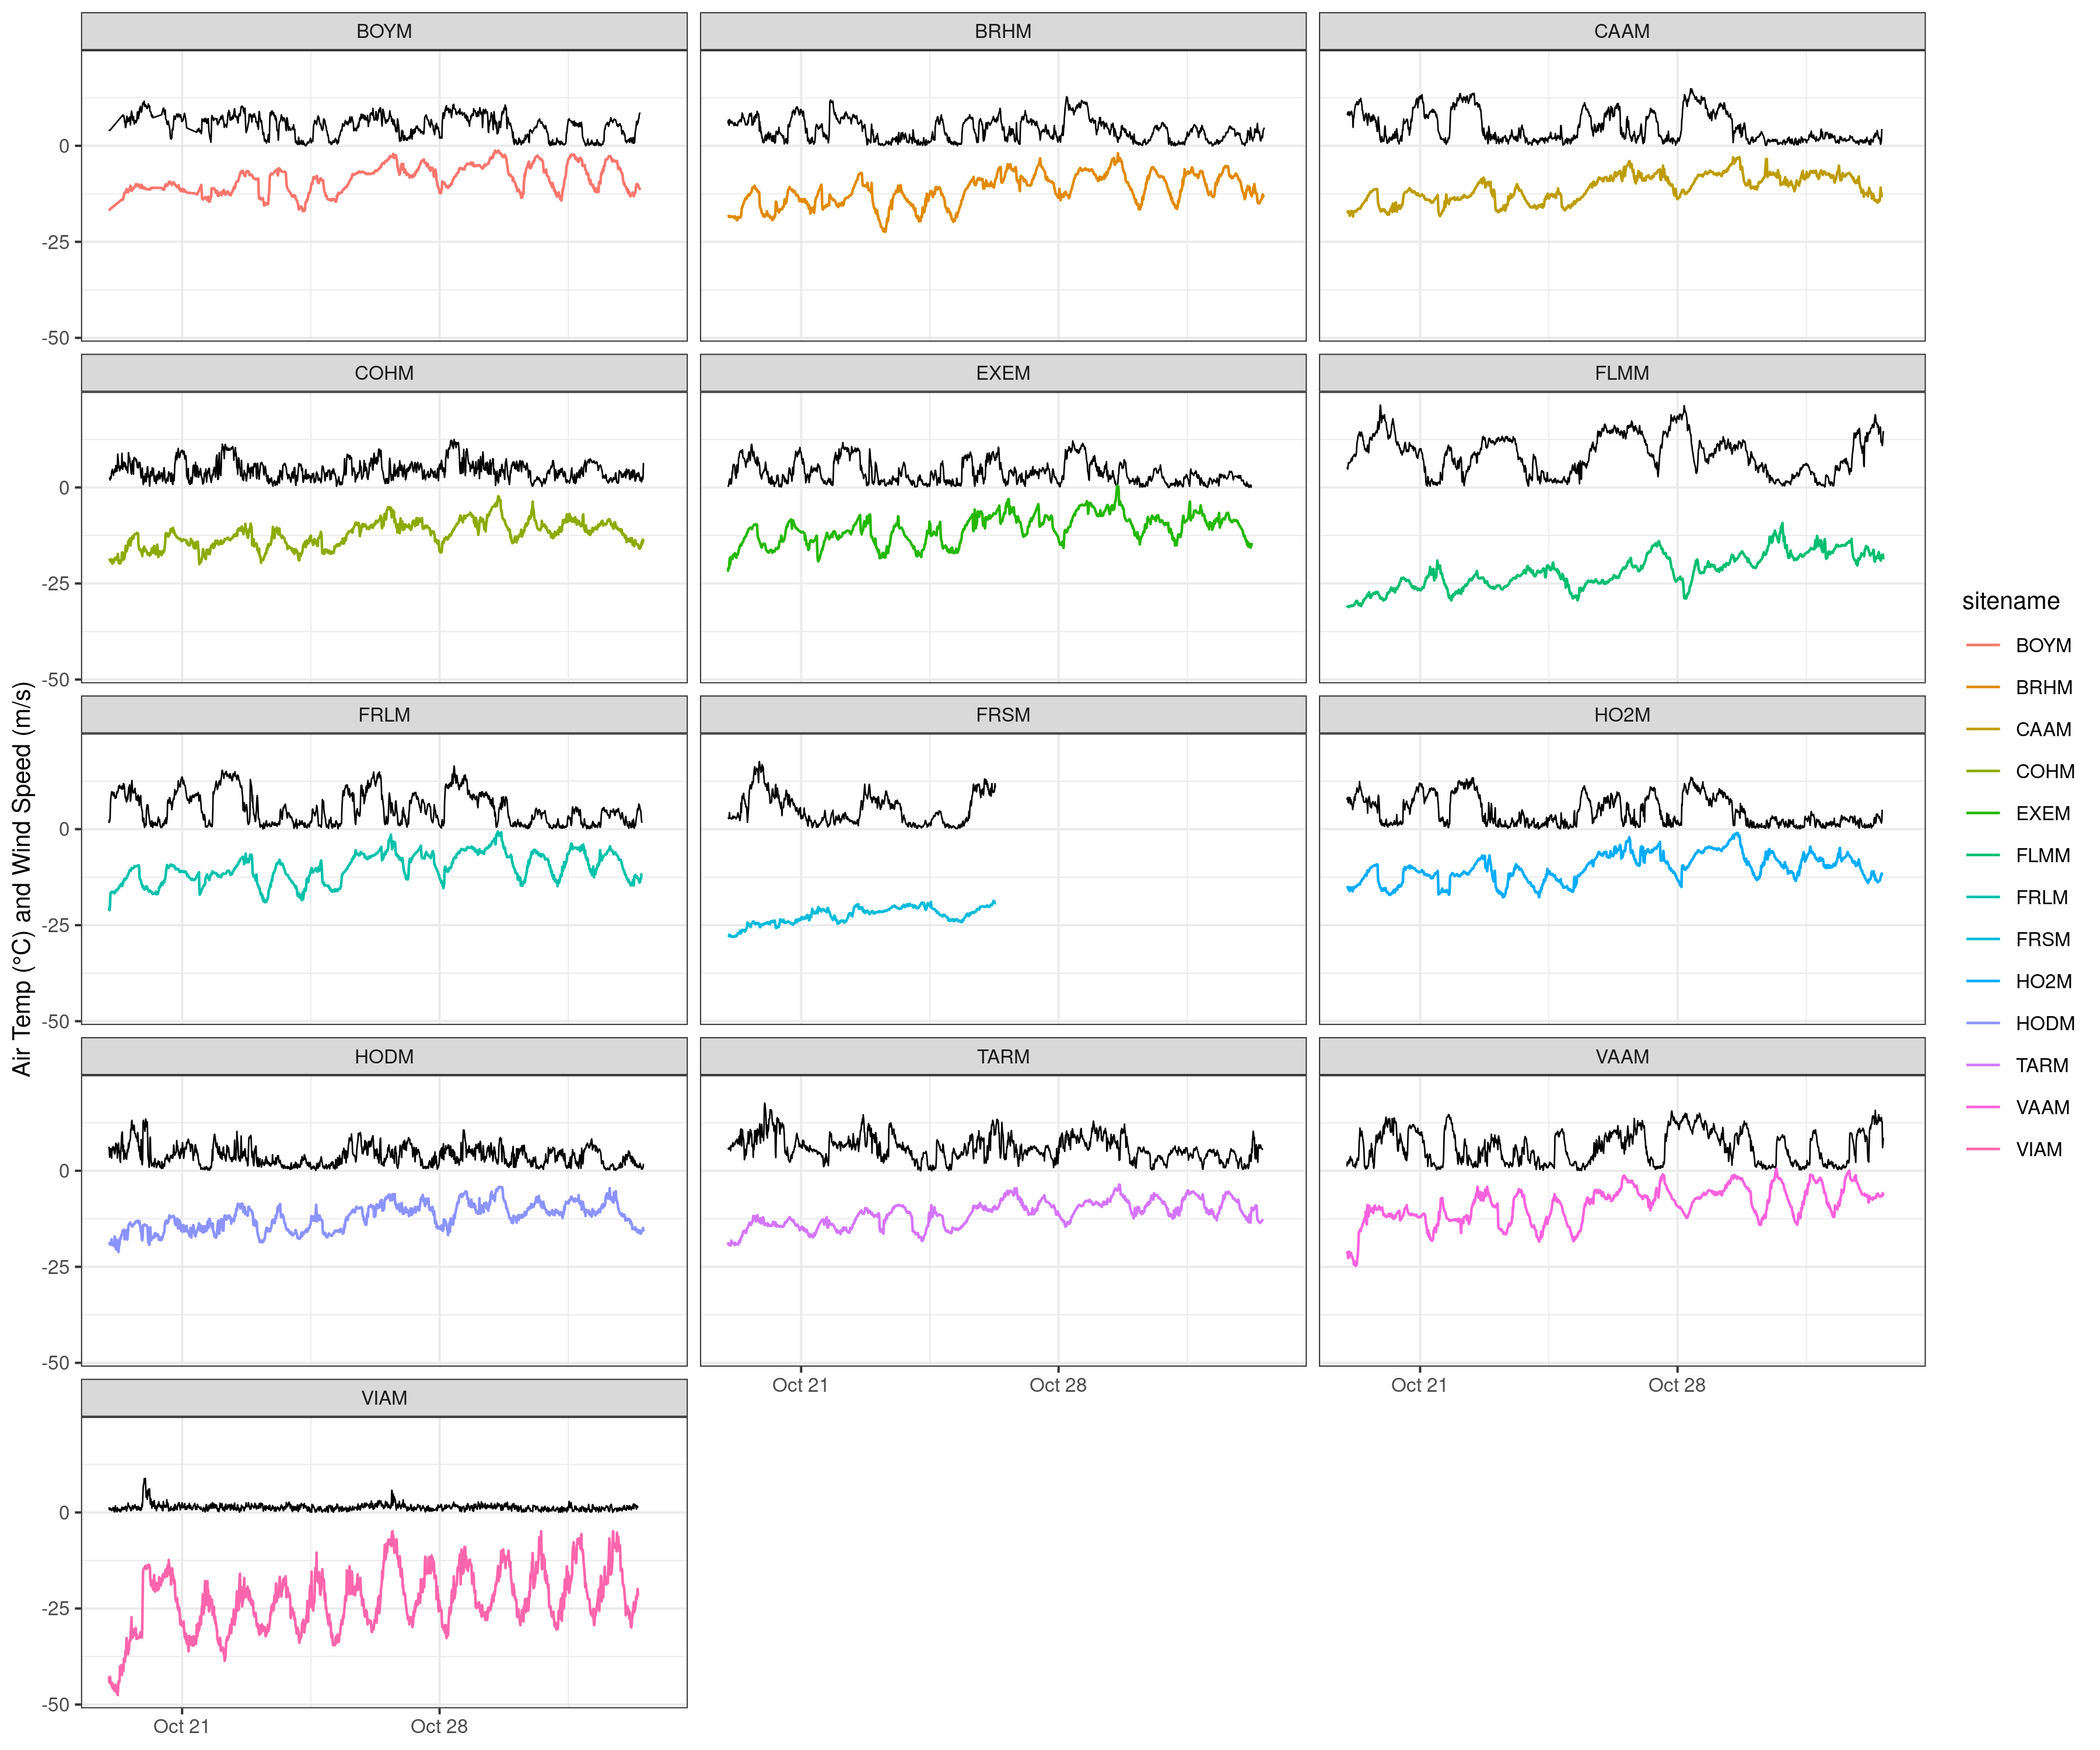 BOYM
BRHM
CAAM
0
-25
-50
COHM
EXEM
FLMM
0
-25
-50
FRLM
FRSM
HO2M
0
-25
-50
HODM
TARM
VAAM
0
-25
-50
Oct 21
Oct 28
Oct 21
Oct 28
VIAM
0
-25
-50
Oct 21
Oct 28
Air Temp (°C) and Wind Speed (m/s)
sitename
BOYM
BRHM
CAAM
COHM
EXEM
FLMM
FRLM
FRSM
HO2M
HODM
TARM
VAAM
VIAM